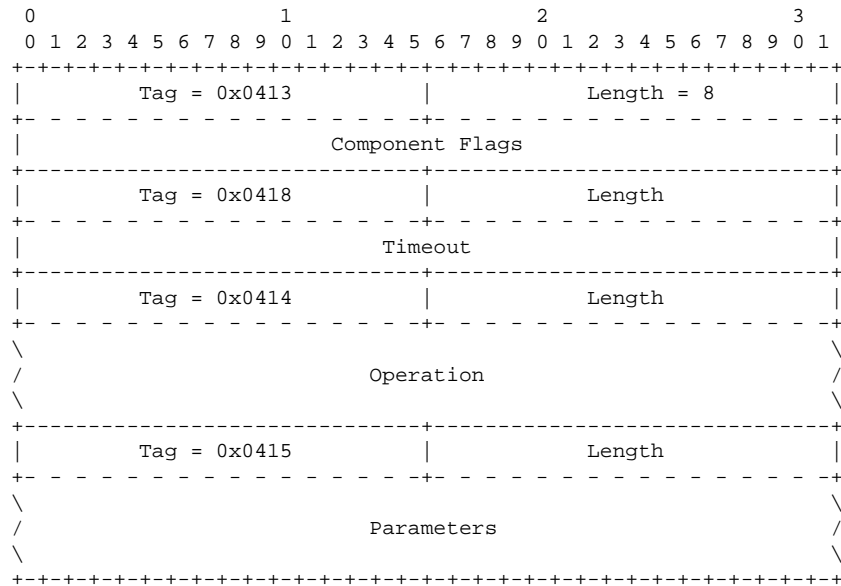 0                   1                   2                   3
0 1 2 3 4 5 6 7 8 9 0 1 2 3 4 5 6 7 8 9 0 1 2 3 4 5 6 7 8 9 0 1
+-+-+-+-+-+-+-+-+-+-+-+-+-+-+-+-+-+-+-+-+-+-+-+-+-+-+-+-+-+-+-+-+
|         Tag = 0x0413          |            Length = 8         |
+- - - - - - - - - - - - - - - -+- - - - - - - - - - - - - - - -+
|                        Component Flags                        |
+-------------------------------+-------------------------------+
|         Tag = 0x0418          |            Length             |
+- - - - - - - - - - - - - - - -+- - - - - - - - - - - - - - - -+
|                            Timeout                            |
+-------------------------------+-------------------------------+
|         Tag = 0x0414          |            Length             |
+- - - - - - - - - - - - - - - -+- - - - - - - - - - - - - - - -+
\                                                               \
/                           Operation                           /
\                                                               \
+-------------------------------+-------------------------------+
|         Tag = 0x0415          |            Length             |
+- - - - - - - - - - - - - - - -+- - - - - - - - - - - - - - - -+
\                                                               \
/                           Parameters                          /
\                                                               \
+-+-+-+-+-+-+-+-+-+-+-+-+-+-+-+-+-+-+-+-+-+-+-+-+-+-+-+-+-+-+-+-+